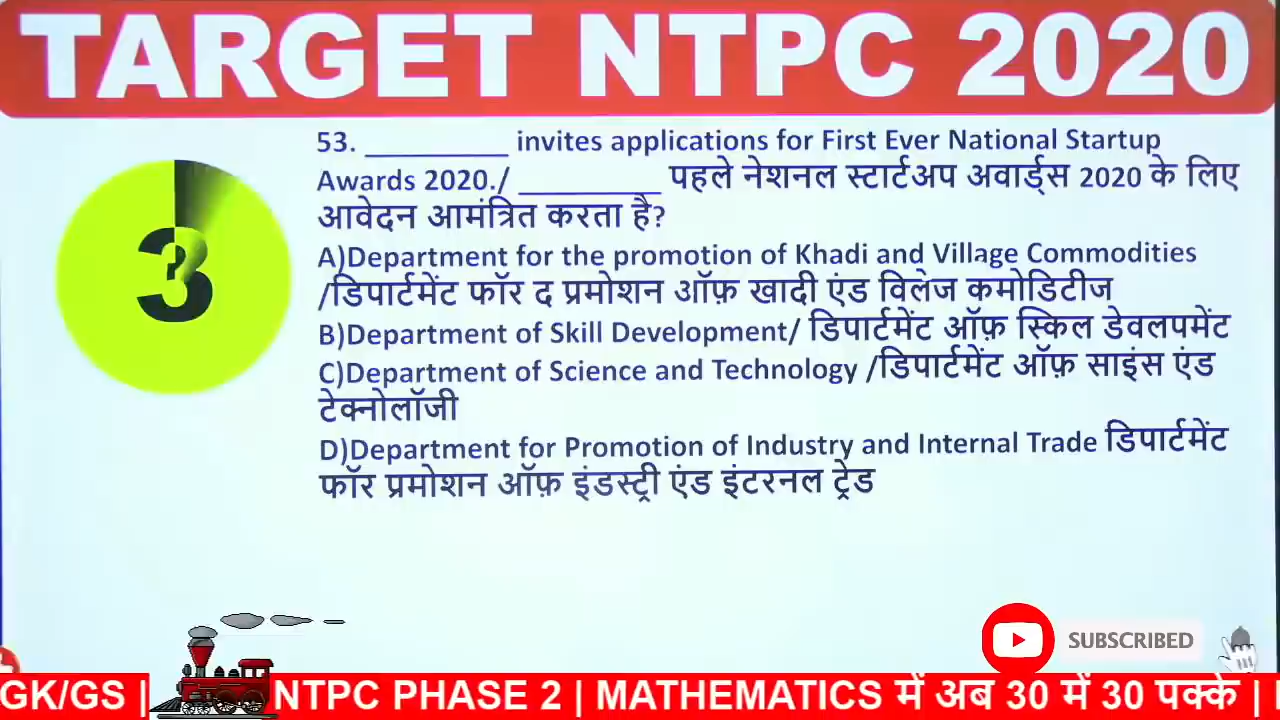 TARGET NTPC 2020
53. __________ invites applications for First Ever National Startup
Awards 2020./ __________ पहले नेशनल स्टार्टअप अवार्ड्स 2020 के लिए
आवेदन आमंत्रित करता है?
A)Department for the promotion of Khadi and Village Commodities
/डिपार्टमेंट फॉर द प्रमोशन ऑफ़ खादी एंड विलेज कमोडिटीज
B)Department of Skill Development/ डिपार्टमेंट ऑफ़ स्किल डेवलपमेंट
C)Department of Science and Technology /डिपार्टमेंट ऑफ़ साइंस एंड
टेक्नोलॉजी
D)Department for Promotion of Industry and Internal Trade डिपार्टमेंट
फॉर प्रमोशन ऑफ़ इंडस्ट्री एंड इंटरनल ट्रेड
3
SUBSCRIBED
GK/GS | NTPC PHASE 2 | MATHEMATICS में अब 30 में 30 पक्के |